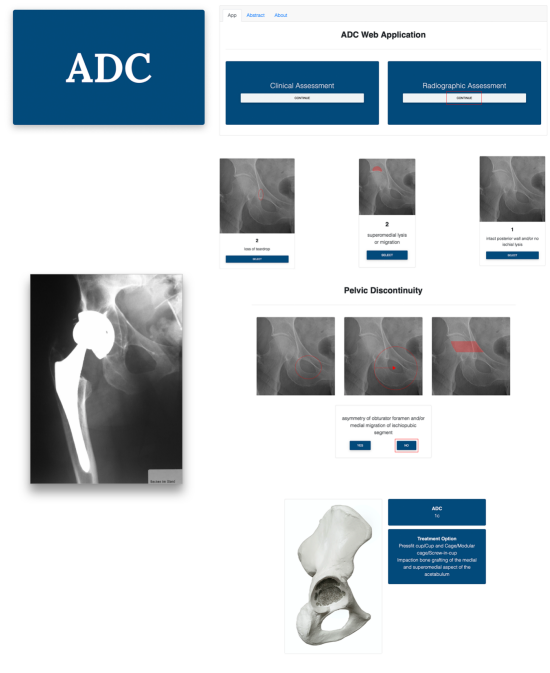 ADC
App Abstract About
ADC Web Application
Clinical Assessment
CONTINUE
Radiographic Assessment
CONTINUE
2
loss of teardrop
SELECT
2
superomedial lysis
or migration
SELECT
1
intact posterior wall and/or no
ischial lysis
SELECT
Pelvic Discontinuity
asymmetry of obturator foramen and/or
medial migration of ischiopubic
segment
YES
NO
ADC
Treatment Option
Pressfit cup/Cup and Cage/Modular
cage/Screw-in cup
Impaction bone grafting of the medial
and superomedial aspect of the
acetabulum